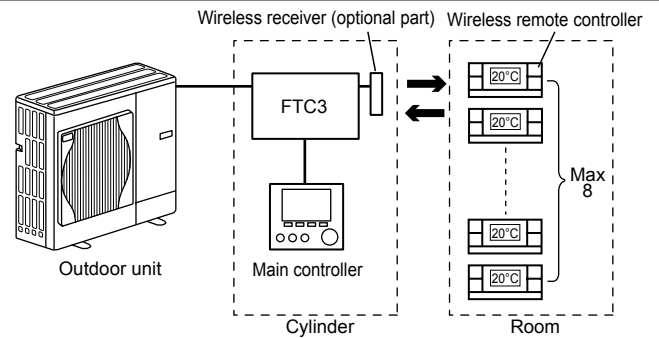 Wireless receiver (optional part)
Wireless remote controller
FTC3
20°C
20°C
Max
8
20°C
20°C
Outdoor unit
Main controller
Cylinder
Room